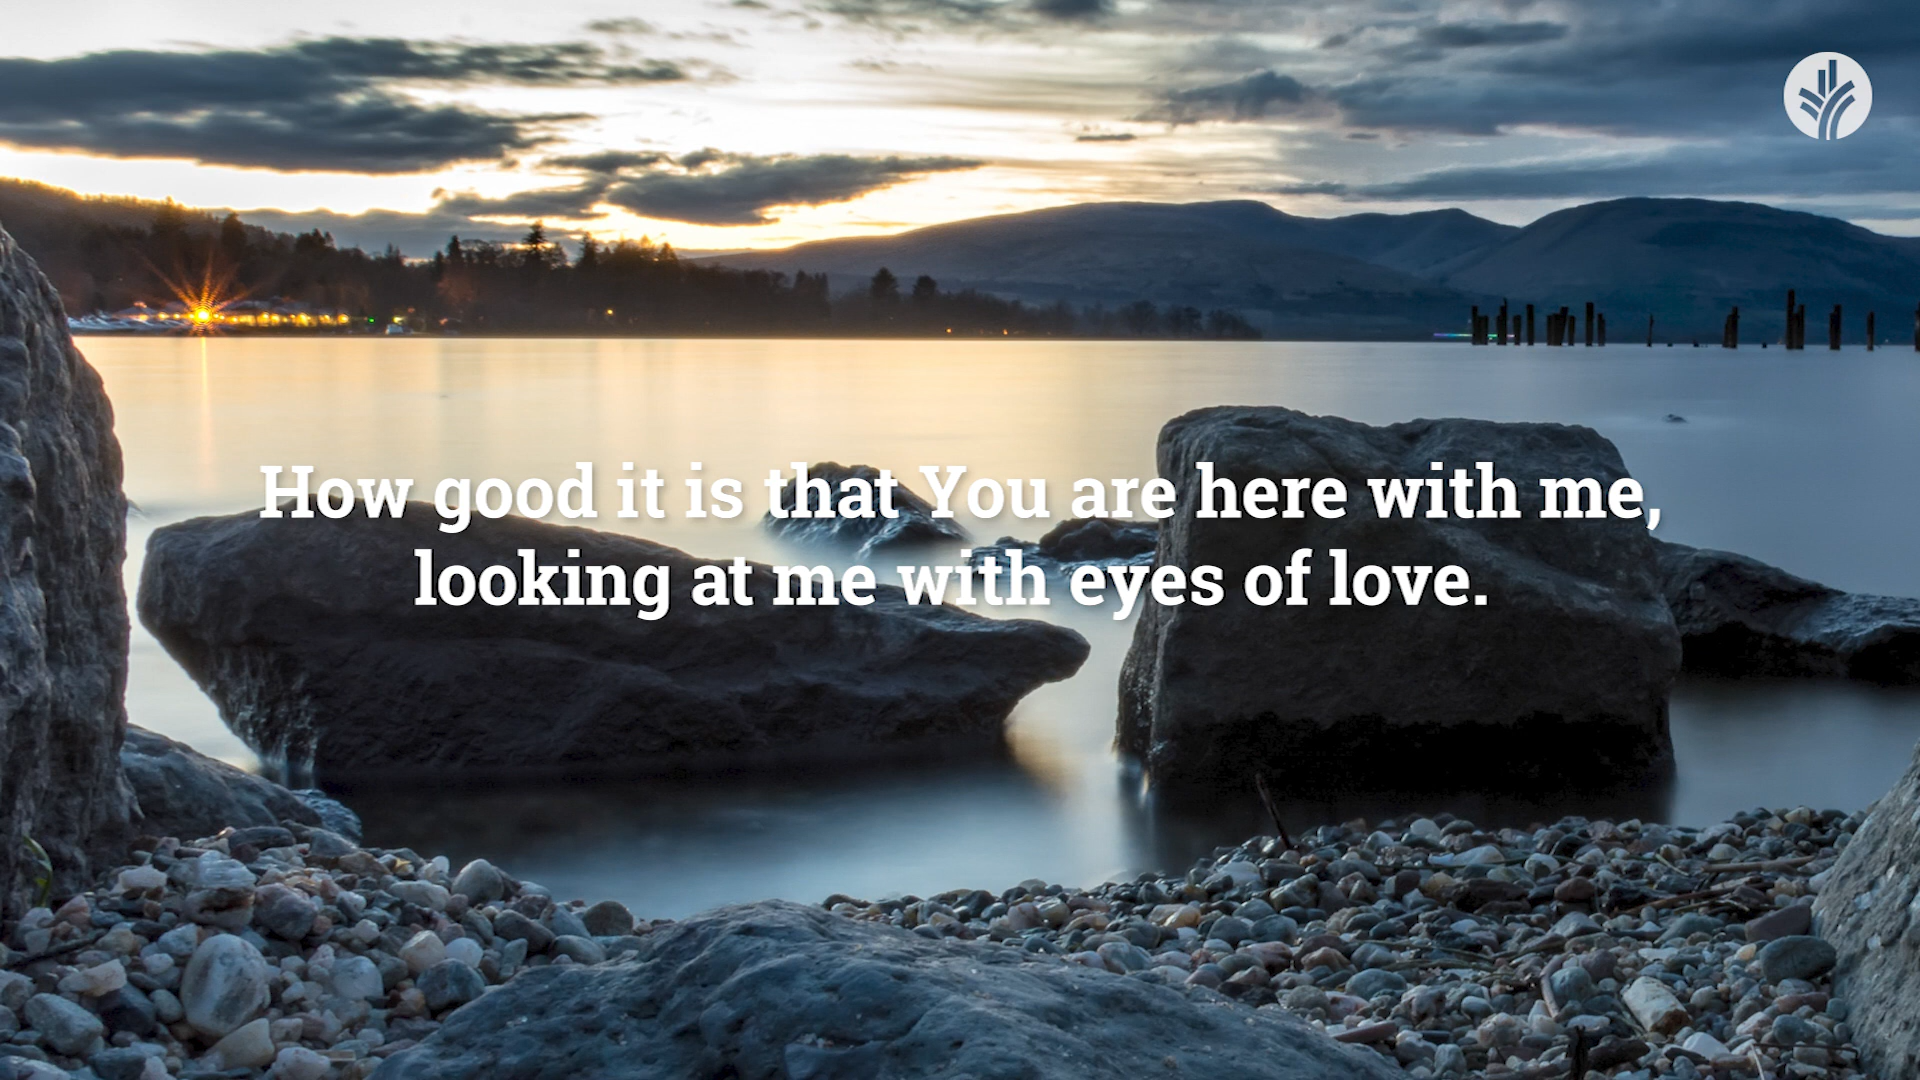 How good it is that You are here with me,
looking at me with eyes of love.